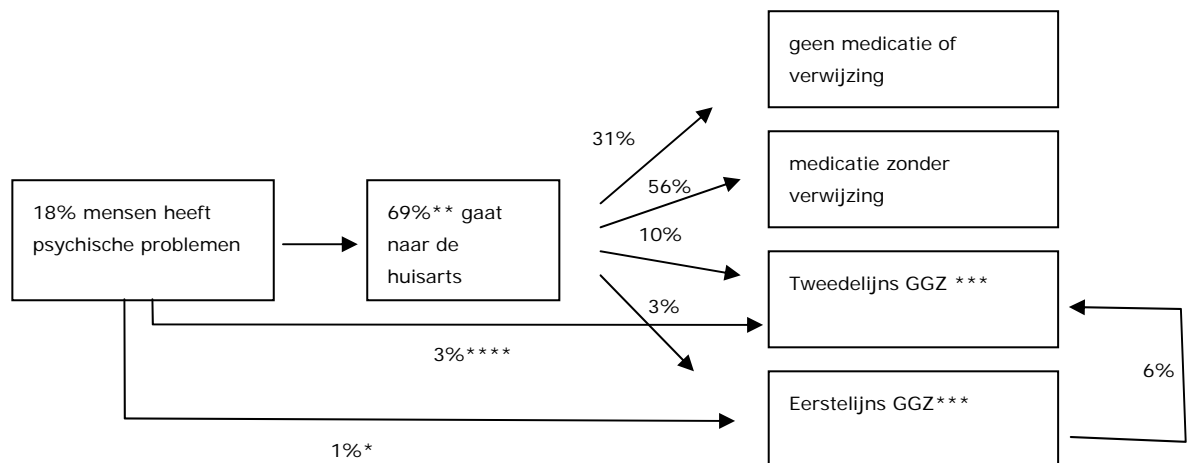 geen medicatie of
verwijzing
31%
medicatie zonder
verwijzing
56%
18% mensen heeft
psychische problemen
69%** gaat
naar de
huisarts
10%
Tweedelijns GGZ ***
3%
3%****
6%
Eerstelijns GGZ***
1%*